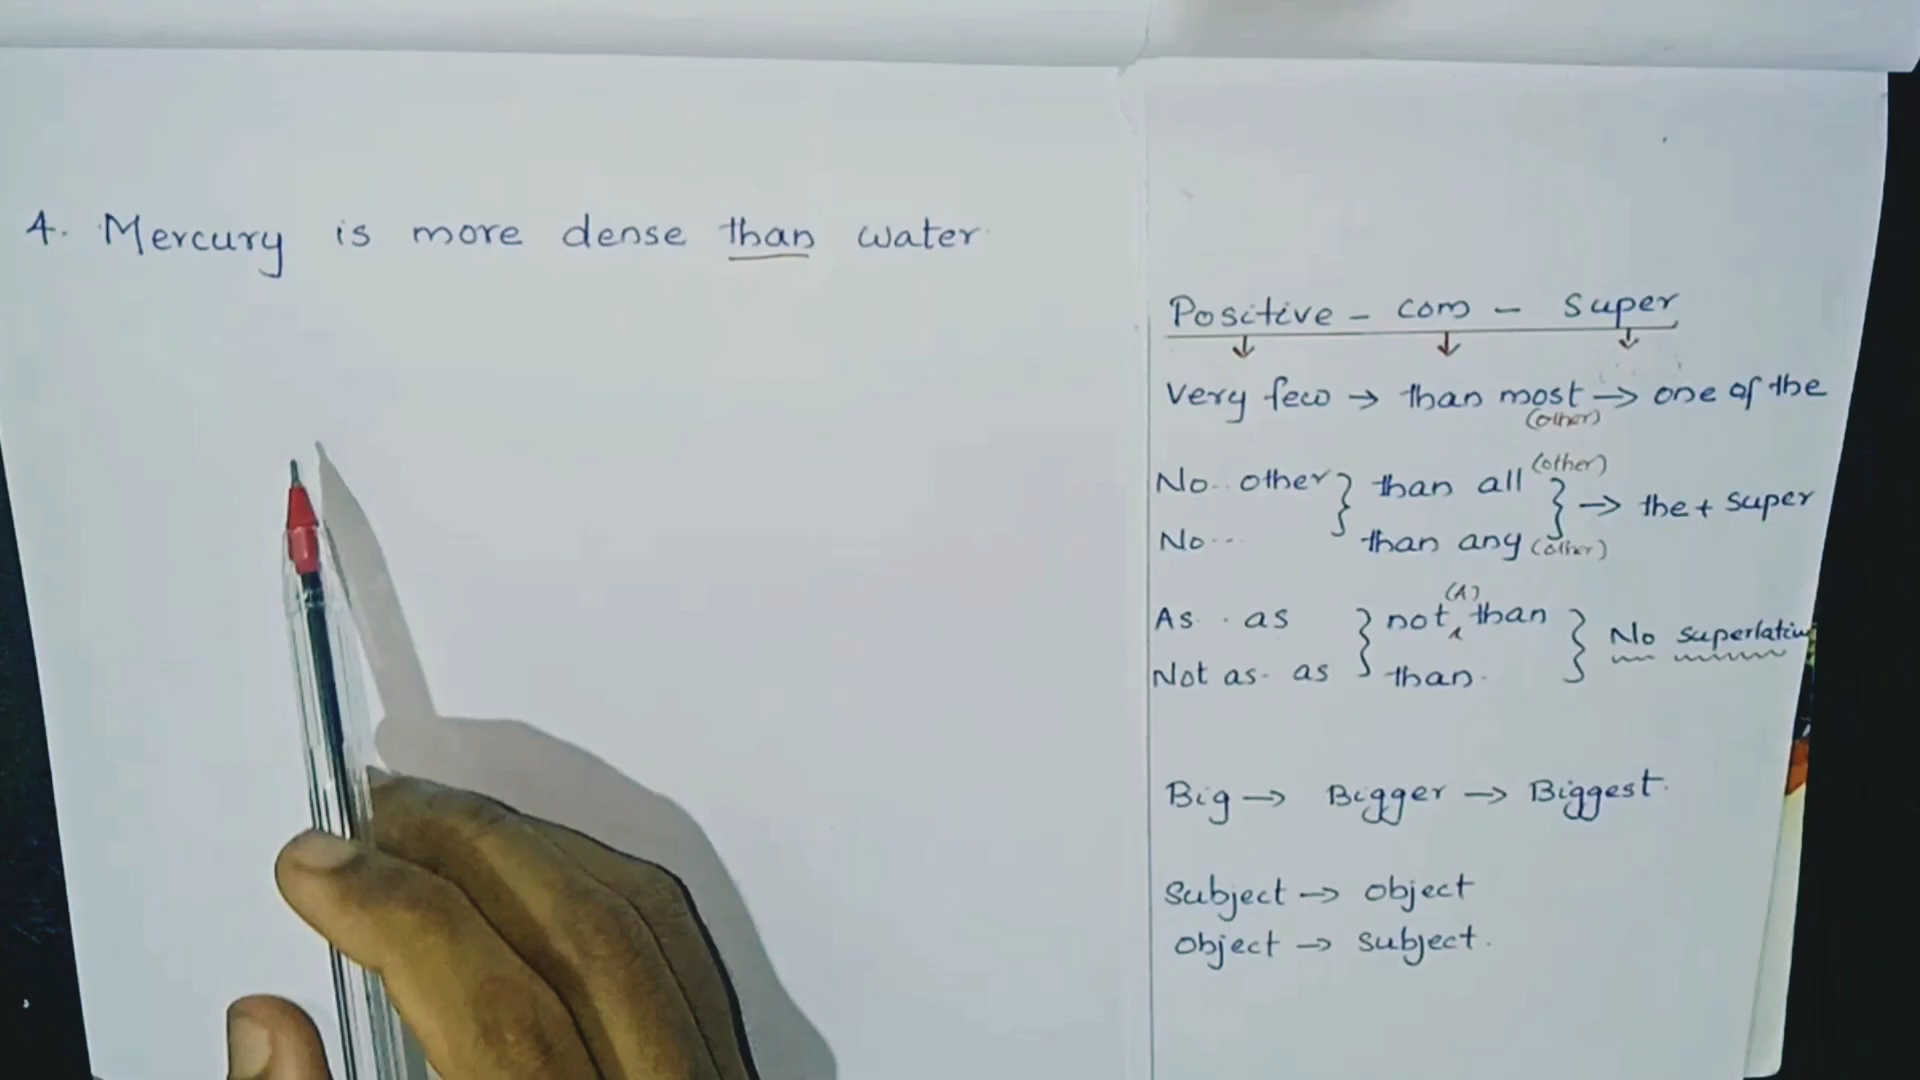 4. Mercury is more dense than water
Positive - com - super
Very few → than most → one of the
(other)
(other)
No.. other } than all } → the + super
No... than any (other)
(A)
As . as } not than } No superlativ
Not as. as than.
Big → Bigger → Biggest.
Subject → object
object → subject.